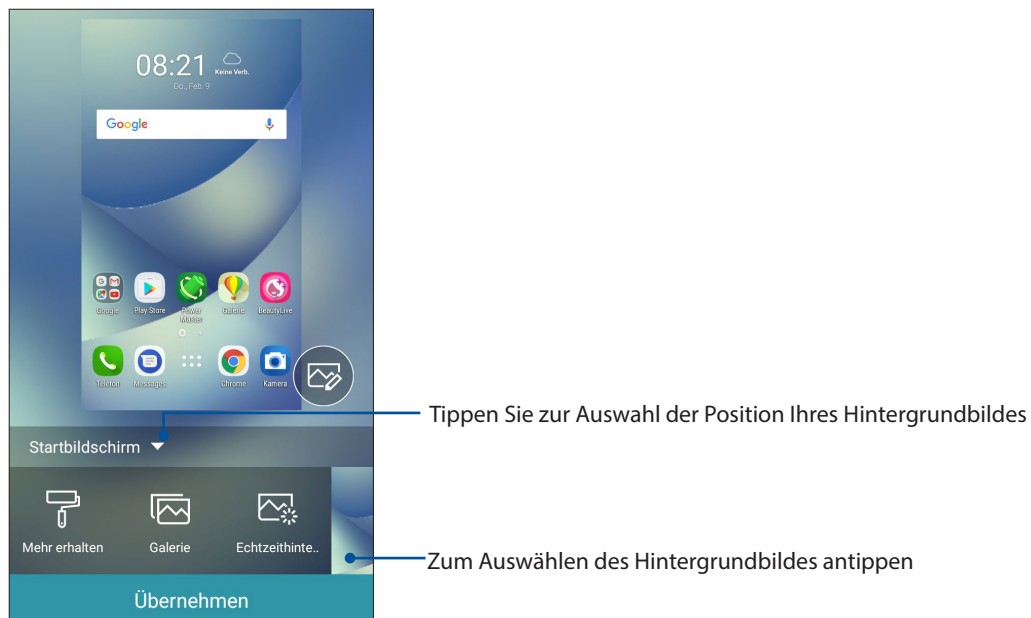 08:21
Keine Verb.
Do., Feb. 9
Google
Google
Play Store
Power
Master
Galerie
BeautyLive
Telefon
Messages
Chrome
Kamera
Tippen Sie zur Auswahl der Position Ihres Hintergrundbildes
Startbildschirm
Mehr erhalten
Galerie
Echtzeithinte..
Zum Auswählen des Hintergrundbildes antippen
Übernehmen